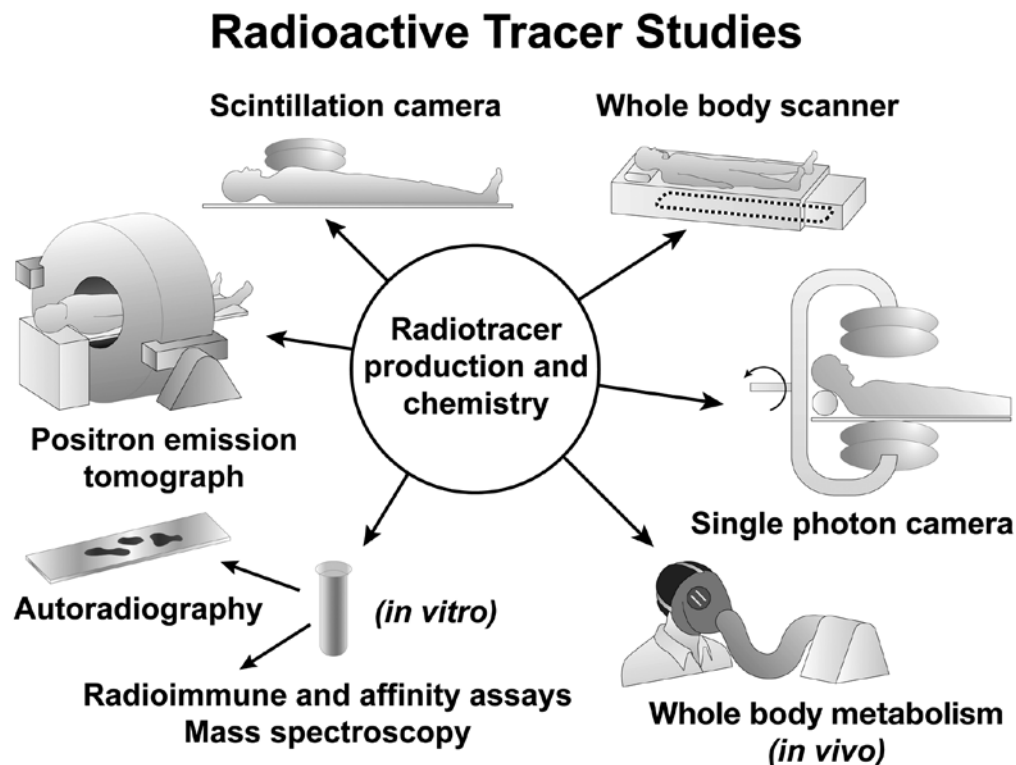 Radioactive Tracer Studies
Scintillation camera
Whole body scanner
Radiotracer
production and
chemistry
Positron emission
tomograph
Single photon camera
Autoradiography
(in vitro)
Radioimmune and affinity assays
Mass spectroscopy
Whole body metabolism
(in vivo)